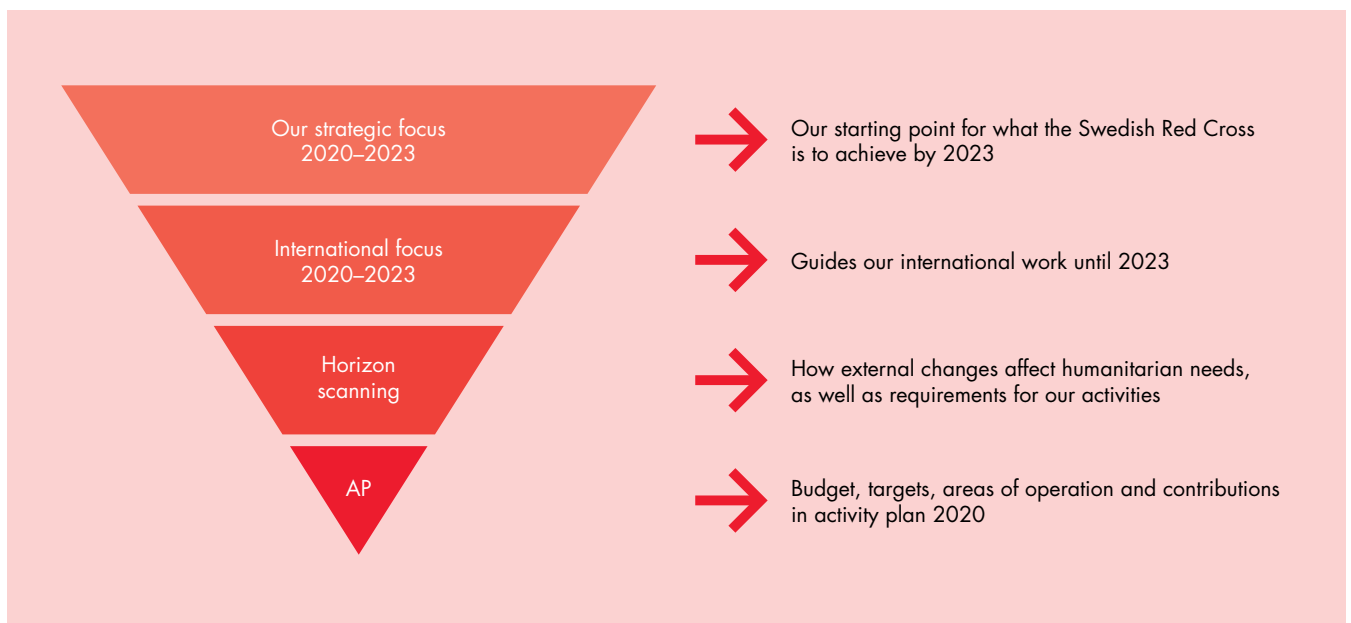 Our strategic focus
2020–2023
Our starting point for what the Swedish Red Cross
is to achieve by 2023
International focus
2020–2023
Guides our international work until 2023
Horizon
scanning
How external changes affect humanitarian needs,
as well as requirements for our activities
AP
Budget, targets, areas of operation and contributions
in activity plan 2020